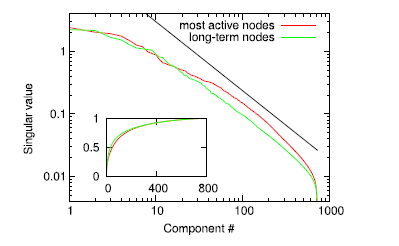 most active nodes
long-term nodes
1
0.1
0.01
Singular value
1
0.5
0
0 400 800
1 10 100 1000
Component #